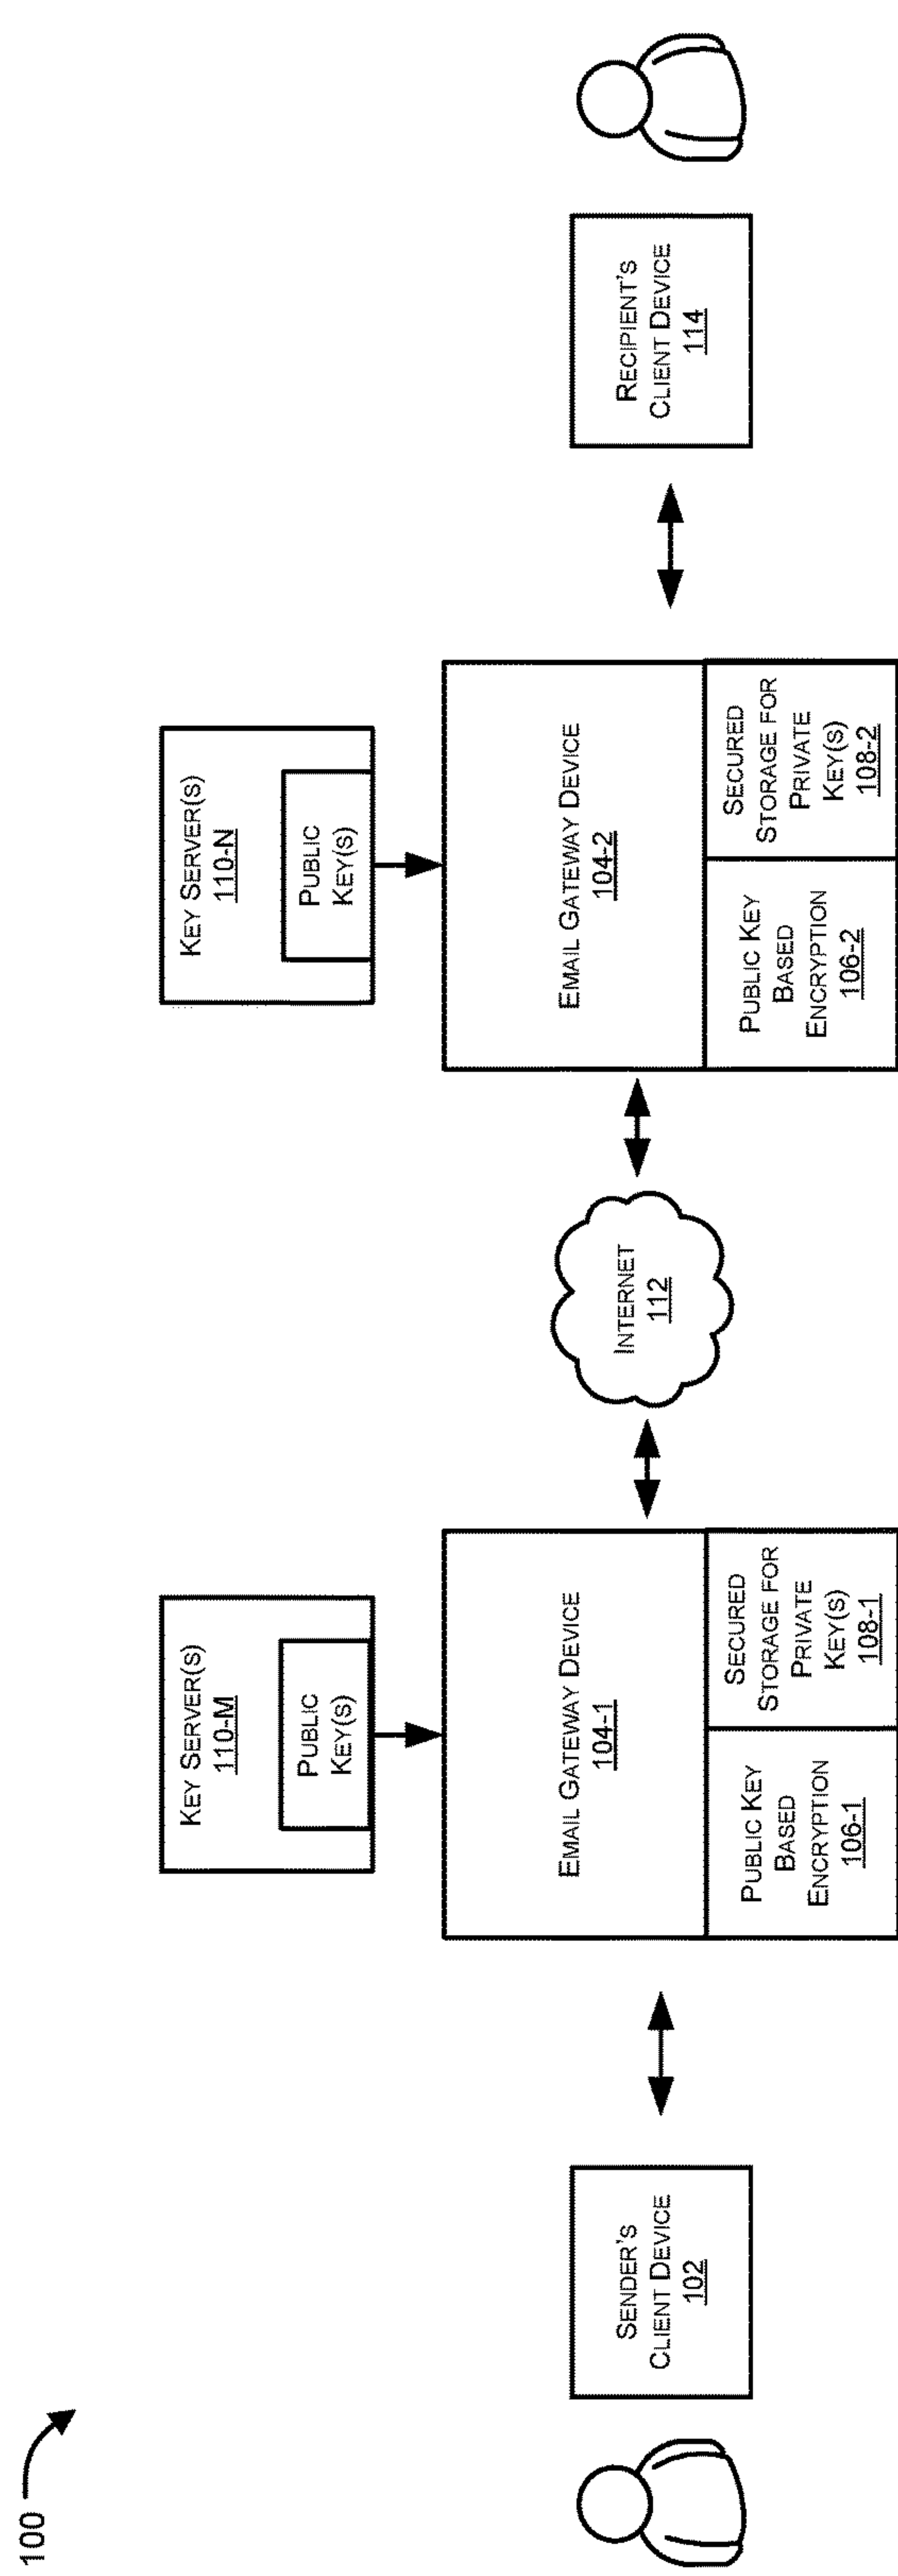 100
KEY SERVER(S)
110-M
PUBLIC
KEY(S)
KEY SERVER(S)
110-N
PUBLIC
KEY(S)
SENDER'S
CLIENT DEVICE
102
EMAIL GATEWAY DEVICE
104-1
PUBLIC KEY
BASED
ENCRYPTION
106-1
SECURED
STORAGE FOR
PRIVATE
KEY(S)
108-1
INTERNET
112
EMAIL GATEWAY DEVICE
104-2
PUBLIC KEY
BASED
ENCRYPTION
106-2
SECURED
STORAGE FOR
PRIVATE
KEY(S)
108-2
RECIPIENT'S
CLIENT DEVICE
114